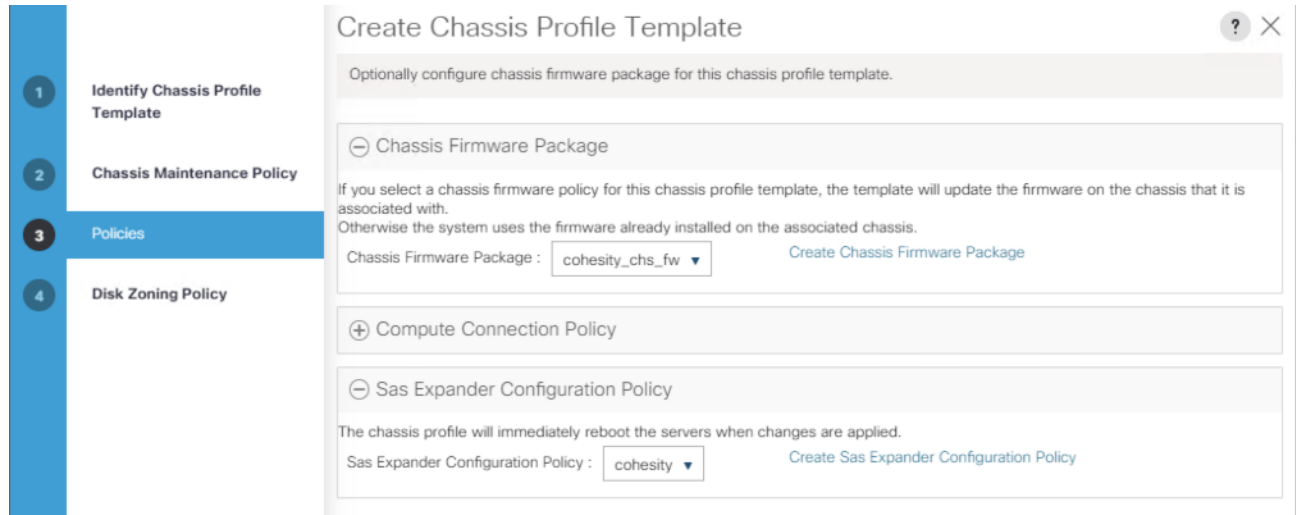 Create Chassis Profile Template
?
Optionally configure chassis firmware package for this chassis profile template.
1
Identify Chassis Profile
Template
2
Chassis Maintenance Policy
3
Policies
4
Disk Zoning Policy
Chassis Firmware Package
If you select a chassis firmware policy for this chassis profile template, the template will update the firmware on the chassis that it is
associated with.
Otherwise the system uses the firmware already installed on the associated chassis.
Chassis Firmware Package : cohesity_chs_fw Create Chassis Firmware Package
Compute Connection Policy
Sas Expander Configuration Policy
The chassis profile will immediately reboot the servers when changes are applied.
Sas Expander Configuration Policy : cohesity Create Sas Expander Configuration Policy